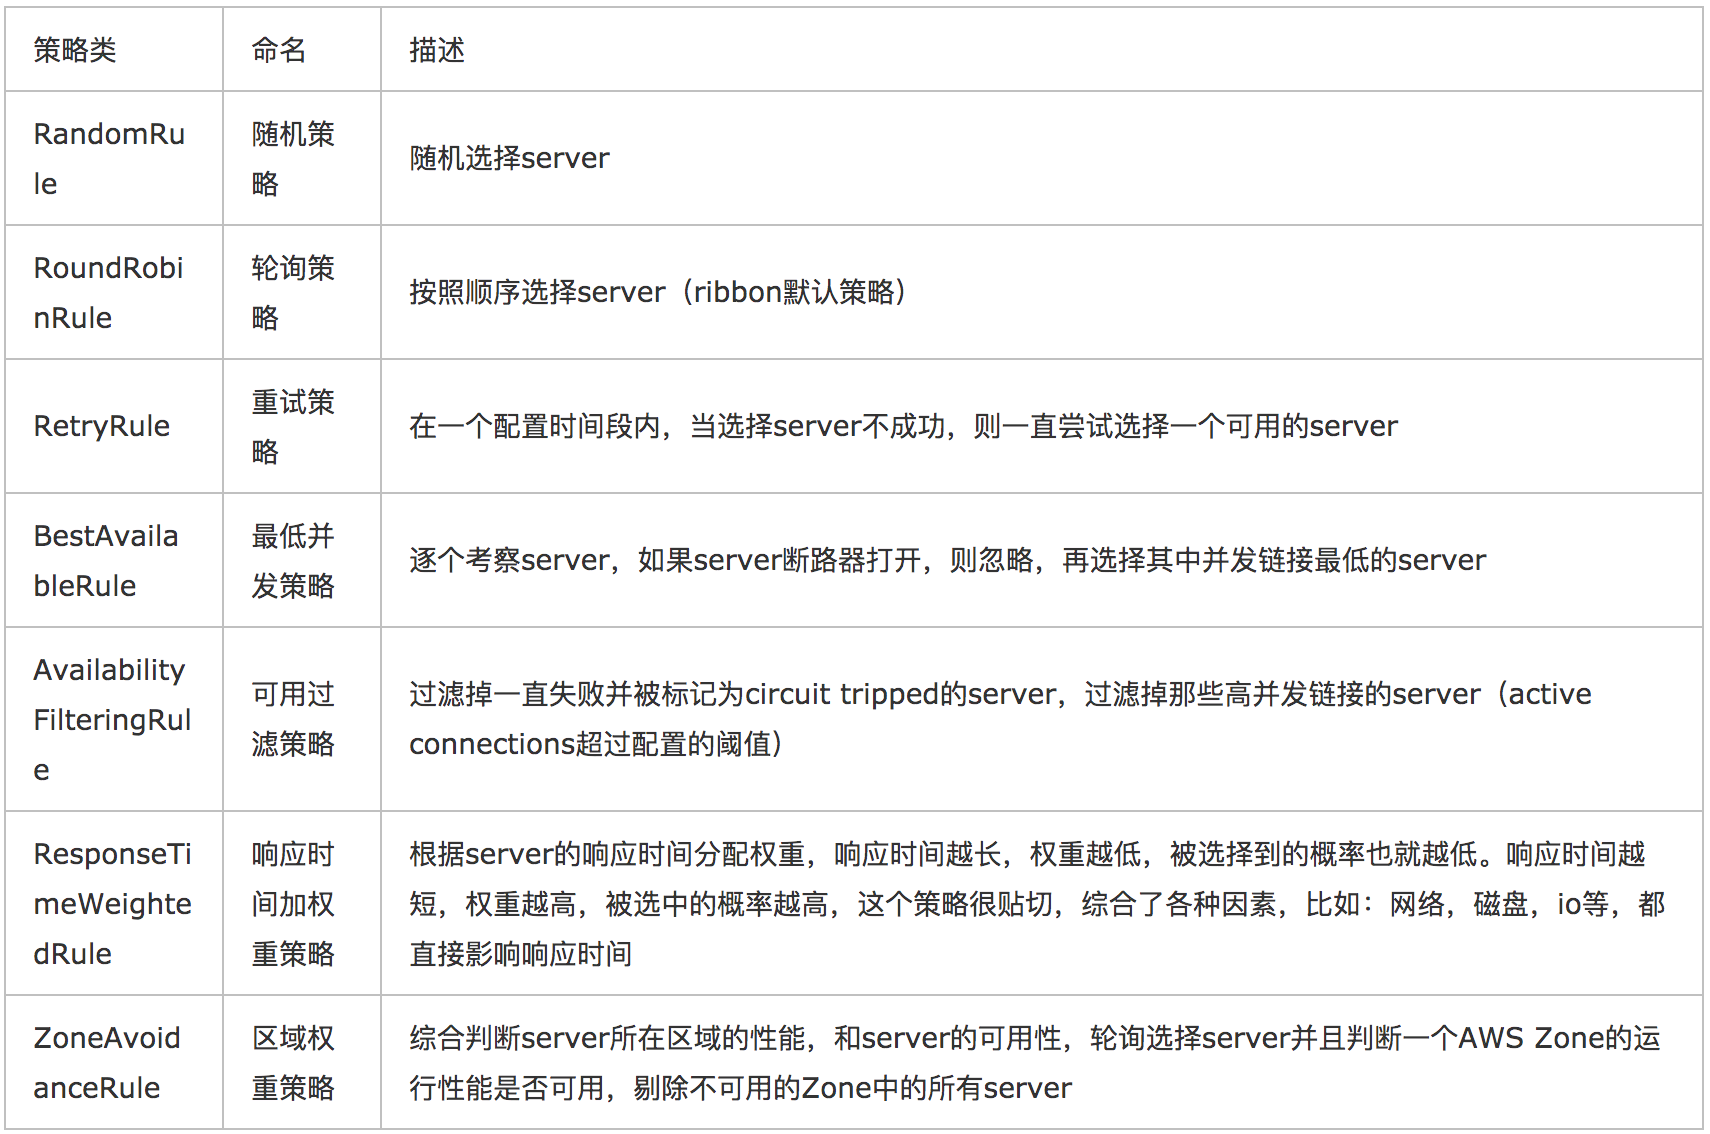 策略类
命名
描述
RandomRu
le
随机策
略
随机选择server
RoundRobi
nRule
轮询策
略
按照顺序选择server（ribbon默认策略）
RetryRule
重试策
略
在一个配置时间段内，当选择server不成功，则一直尝试选择一个可用的server
BestAvaila
bleRule
最低并
发策略
逐个考察server，如果server断路器打开，则忽略，再选择其中并发链接最低的server
Availability
FilteringRul
e
可用过
滤策略
过滤掉一直失败并被标记为circuit tripped的server，过滤掉那些高并发链接的server（active
connections超过配置的阈值）
ResponseTi
meWeighte
dRule
响应时
间加权
重策略
根据server的响应时间分配权重，响应时间越长，权重越低，被选择到的概率也就越低。响应时间越
短，权重越高，被选中的概率越高，这个策略很贴切，综合了各种因素，比如：网络，磁盘，io等，都
直接影响响应时间
ZoneAvoid
anceRule
区域权
重策略
综合判断server所在区域的性能，和server的可用性，轮询选择server并且判断一个AWS Zone的运
行性能是否可用，剔除不可用的Zone中的所有server